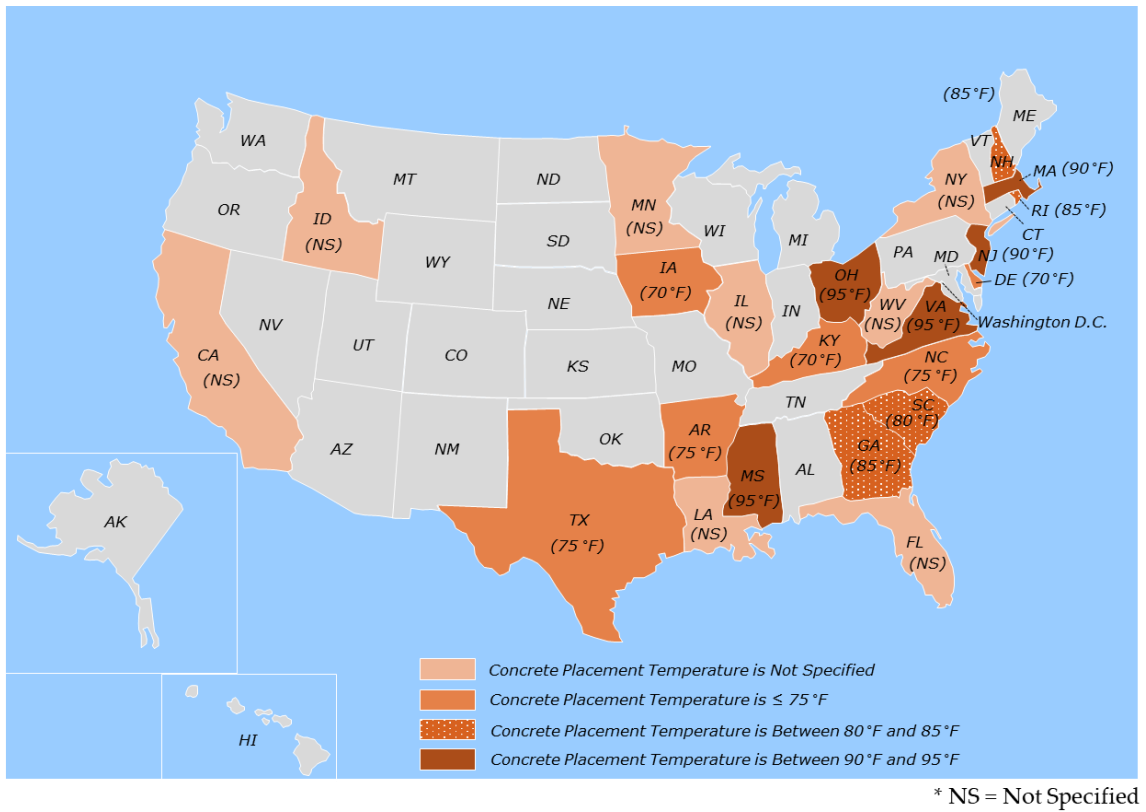 (85°F)
ME
WA
VT
MT
ND
NH
MA (90°F)
MN
(NS)
NY
(NS)
OR
ID
(NS)
RI (85°F)
WI
SD
MI
CT
WY
PA
MD
NJ (90°F)
IA
(70°F)
OH
(95°F)
DE (70°F)
NE
IL
(NS)
IN
WV
(NS)
VA
(95°F)
NV
Washington D.C.
UT
CO
KY
(70°F)
CA
(NS)
KS
MO
NC
(75°F)
TN
SC
(80°F)
AR
(75°F)
OK
AZ
NM
GA
(85°F)
MS
(95°F)
AL
AK
TX
(75°F)
LA
(NS)
FL
(NS)
HI
Concrete Placement Temperature is Not Specified
Concrete Placement Temperature is ≤ 75°F
Concrete Placement Temperature is Between 80°F and 85°F
Concrete Placement Temperature is Between 90°F and 95°F
* NS = Not Specified